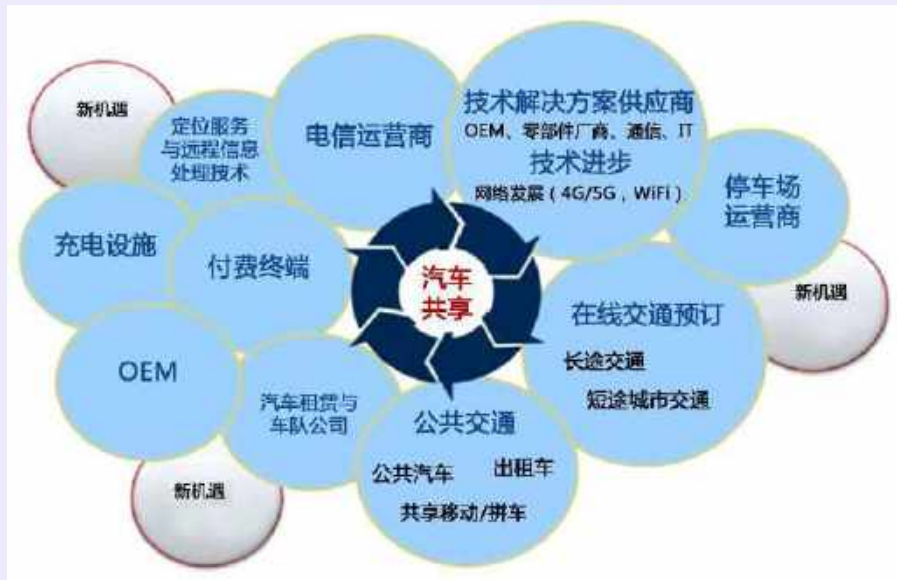 新机遇
定位服务
与远程信息
处理技术
电信运营商
技术解决方案供应商
OEM、零部件厂商、通信、IT
技术进步
网络发展（4G/5G，WiFi）
停车场
运营商
充电设施
付费终端
汽车
共享
在线交通预订
长途交通
短途城市交通
新机遇
OEM
汽车租赁与
车队公司
公共交通
公共汽车
出租车
共享移动/拼车
新机遇